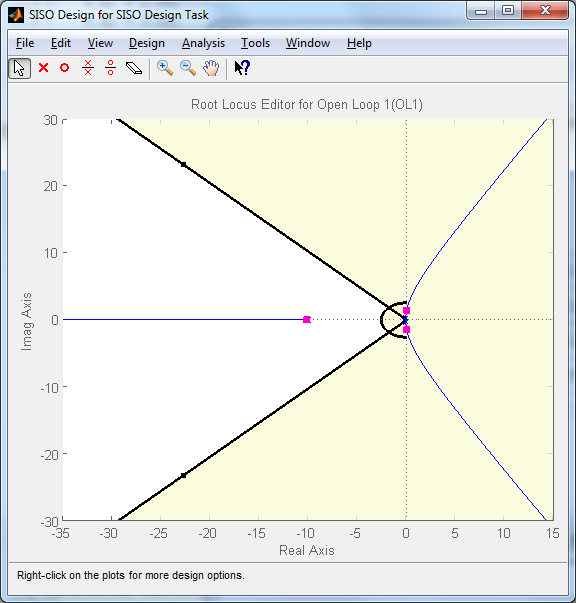 SISO Design for SISO Design Task
File Edit View Design Analysis Tools Window Help
Root Locus Editor for Open Loop 1(OL1)
30
20
10
0
-10
-20
-30
Imag Axis
-35 -30 -25 -20 -15 -10 -5 0 5 10 15
Real Axis
Right-click on the plots for more design options.